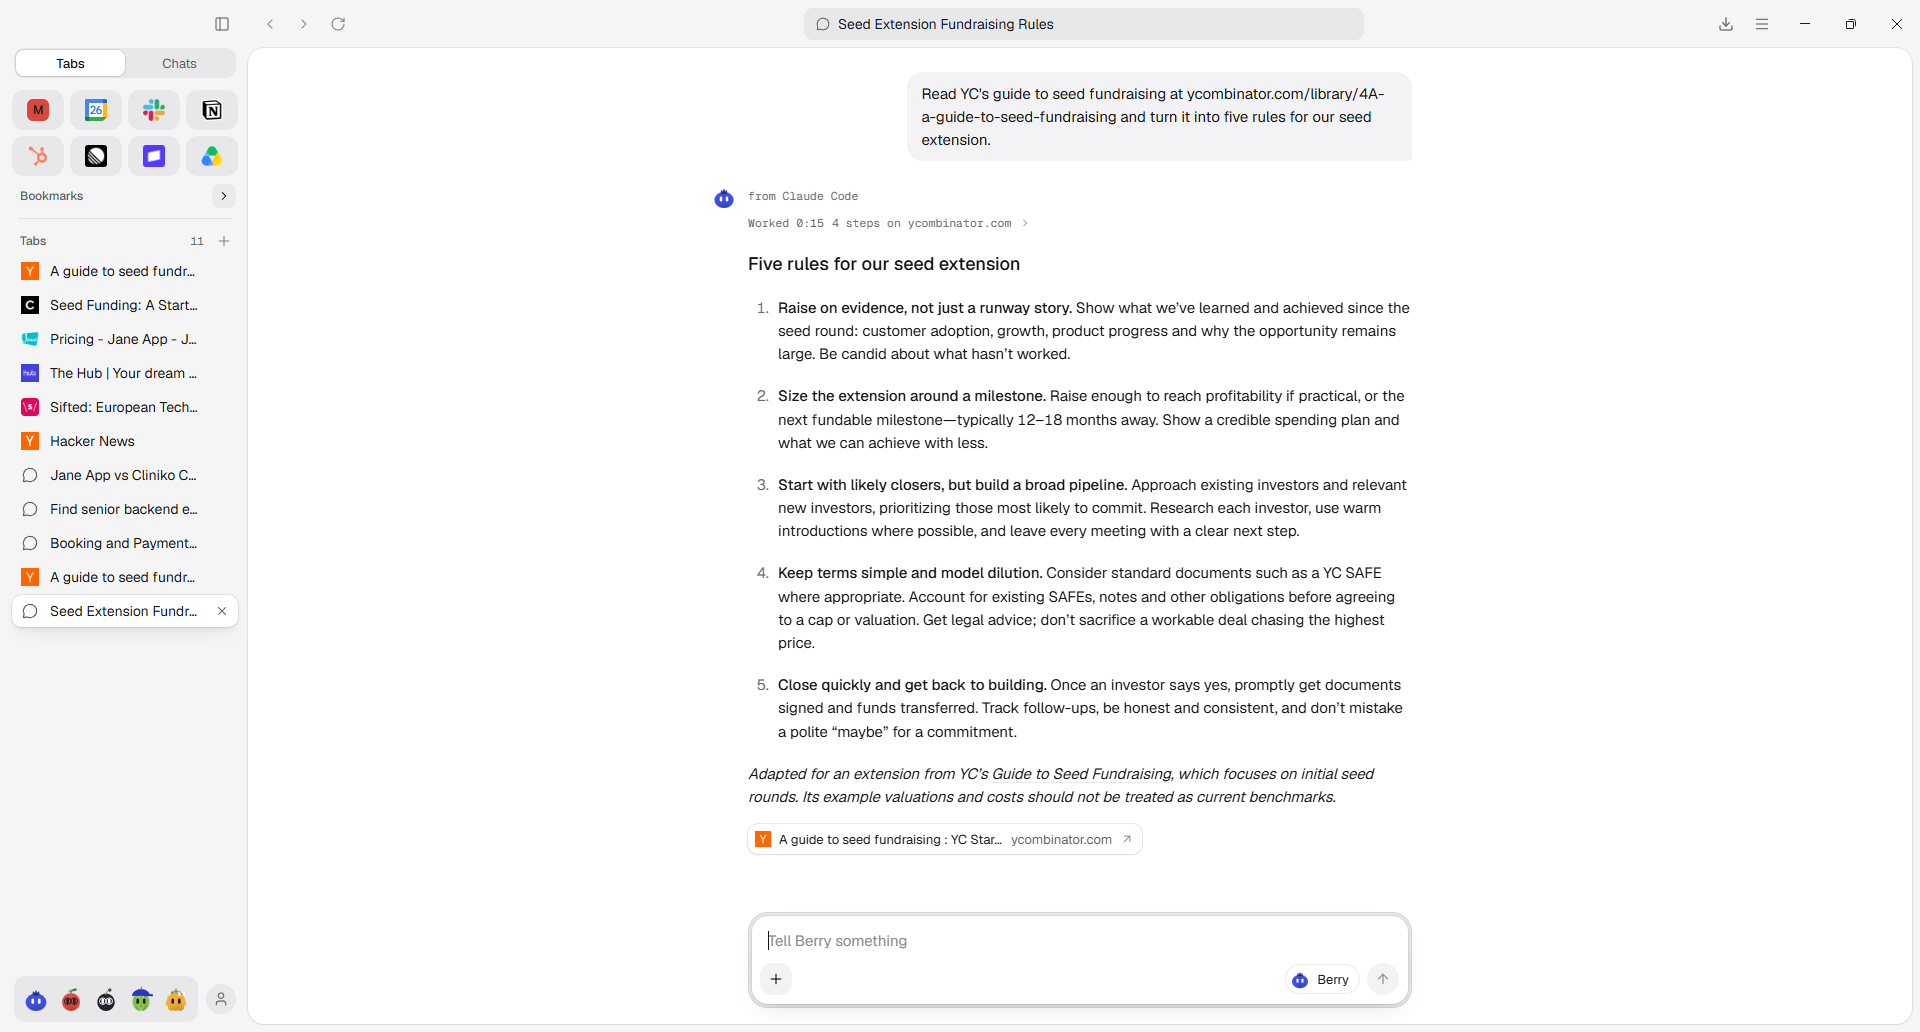 Seed Extension Fundraising Rules
Tabs
Chats
M
26
Bookmarks
Tabs
11
A guide to seed fundr...
Seed Funding: A Start...
Pricing - Jane App - J...
The Hub | Your dream ...
Sifted: European Tech...
Hacker News
Jane App vs Cliniko C...
Find senior backend e...
Booking and Payment...
A guide to seed fundr...
Seed Extension Fundr...
Read YC's guide to seed fundraising at ycombinator.com/library/4A-
a-guide-to-seed-fundraising and turn it into five rules for our seed
extension.
from Claude Code
Worked 0:15 4 steps on ycombinator.com
Five rules for our seed extension
1. Raise on evidence, not just a runway story. Show what we’ve learned and achieved since the
seed round: customer adoption, growth, product progress and why the opportunity remains
large. Be candid about what hasn’t worked.
2. Size the extension around a milestone. Raise enough to reach profitability if practical, or the
next fundable milestone—typically 12–18 months away. Show a credible spending plan and
what we can achieve with less.
3. Start with likely closers, but build a broad pipeline. Approach existing investors and relevant
new investors, prioritizing those most likely to commit. Research each investor, use warm
introductions where possible, and leave every meeting with a clear next step.
4. Keep terms simple and model dilution. Consider standard documents such as a YC SAFE
where appropriate. Account for existing SAFEs, notes and other obligations before agreeing
to a cap or valuation. Get legal advice; don’t sacrifice a workable deal chasing the highest
price.
5. Close quickly and get back to building. Once an investor says yes, promptly get documents
signed and funds transferred. Track follow-ups, be honest and consistent, and don’t mistake
a polite “maybe” for a commitment.
Adapted for an extension from YC’s Guide to Seed Fundraising, which focuses on initial seed
rounds. Its example valuations and costs should not be treated as current benchmarks.
Y A guide to seed fundraising : YC Star... ycombinator.com
Tell Berry something
Berry